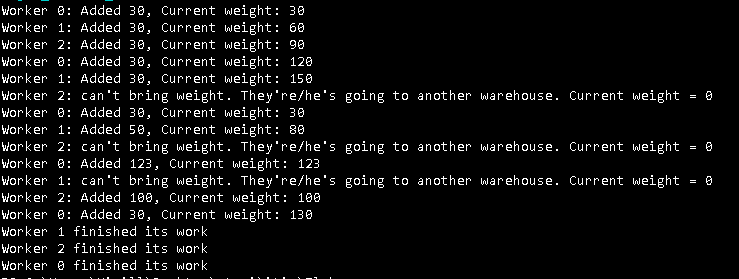 Worker 0: Added 30, Current weight: 30
Worker 1: Added 30, Current weight: 60
Worker 2: Added 30, Current weight: 90
Worker 0: Added 30, Current weight: 120
Worker 1: Added 30, Current weight: 150
Worker 2: can't bring weight. They're/he's going to another warehouse. Current weight = 0
Worker 0: Added 30, Current weight: 30
Worker 1: Added 50, Current weight: 80
Worker 2: can't bring weight. They're/he's going to another warehouse. Current weight = 0
Worker 0: Added 123, Current weight: 123
Worker 1: can't bring weight. They're/he's going to another warehouse. Current weight = 0
Worker 2: Added 100, Current weight: 100
Worker 0: Added 30, Current weight: 130
Worker 1 finished its work
Worker 2 finished its work
Worker 0 finished its work